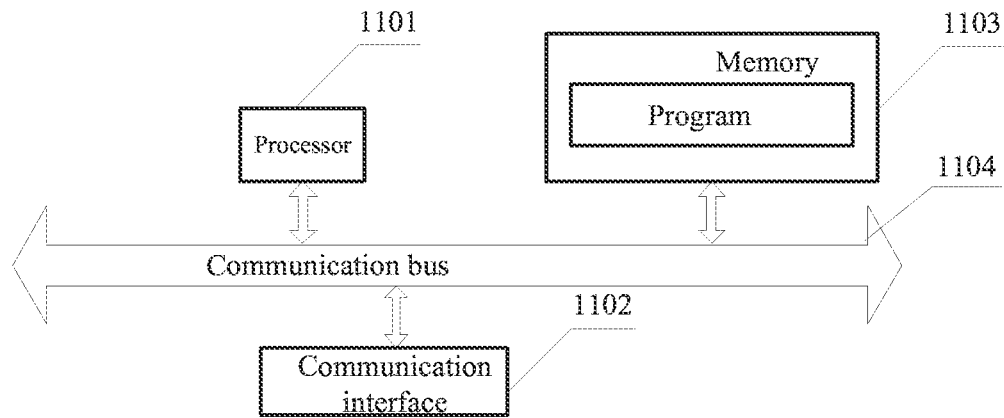 1101
1103
Memory
Program
Processor
1104
Communication bus
1102
Communication
interface